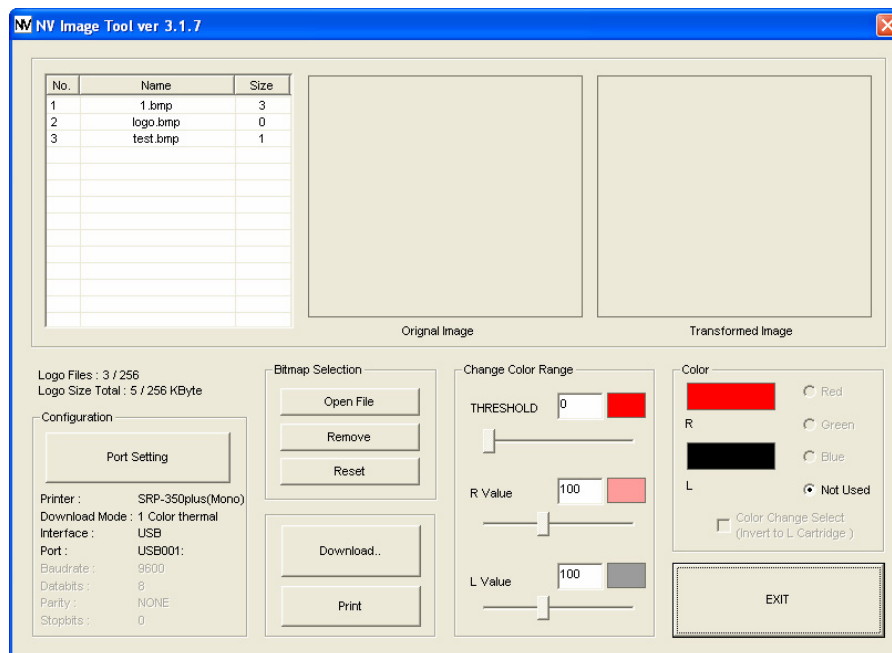 NV NV Image Tool ver 3.1.7
No. Name Size
1 1.bmp 3
2 logo.bmp 0
3 test.bmp 1
Orignal Image
Transformed Image
Logo Files : 3 / 256
Logo Size Total : 5 / 256 KByte
Configuration
Port Setting
Printer : SRP-350plus(Mono)
Download Mode : 1 Color thermal
Interface : USB
Port : USB001:
Baudrate : 9600
Databits : 8
Parity : NONE
Stopbits : 0
Bitmap Selection
Open File
Remove
Reset
Download..
Print
Change Color Range
THRESHOLD 0
R Value 100
L Value 100
Color
R
L
Red
Green
Blue
Not Used
Color Change Select
(Invert to L Cartridge )
EXIT